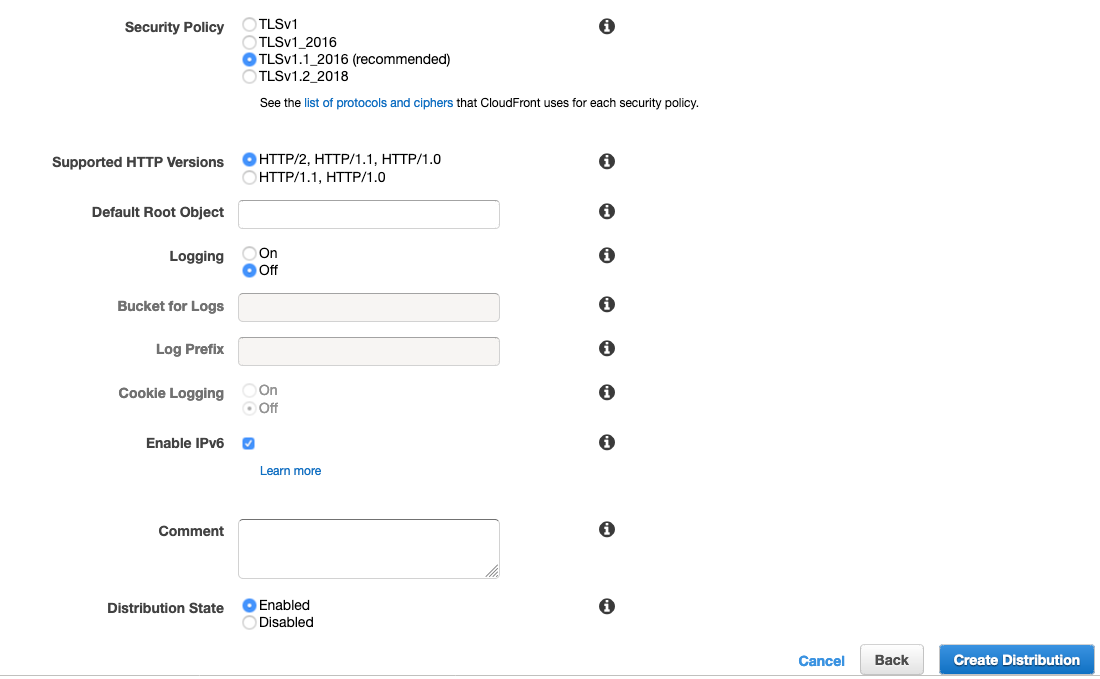 Security Policy
TLSv1
TLSv1_2016
TLSv1.1_2016 (recommended)
TLSv1.2_2018
See the list of protocols and ciphers that CloudFront uses for each security policy.
Supported HTTP Versions
HTTP/2, HTTP/1.1, HTTP/1.0
HTTP/1.1, HTTP/1.0
Default Root Object
Logging
On
Off
Bucket for Logs
Log Prefix
Cookie Logging
On
Off
Enable IPv6
Learn more
Comment
Distribution State
Enabled
Disabled
Cancel
Back
Create Distribution